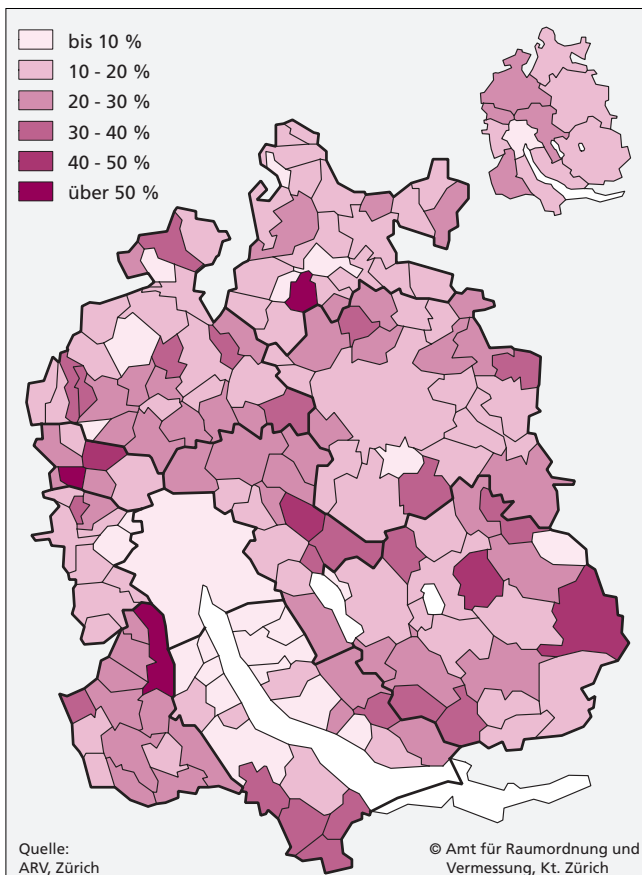 bis 10 %
10 - 20 %
20 - 30 %
30 - 40 %
40 - 50 %
über 50 %
Quelle:
ARV, Zürich
© Amt für Raumordnung und
Vermessung, Kt. Zürich